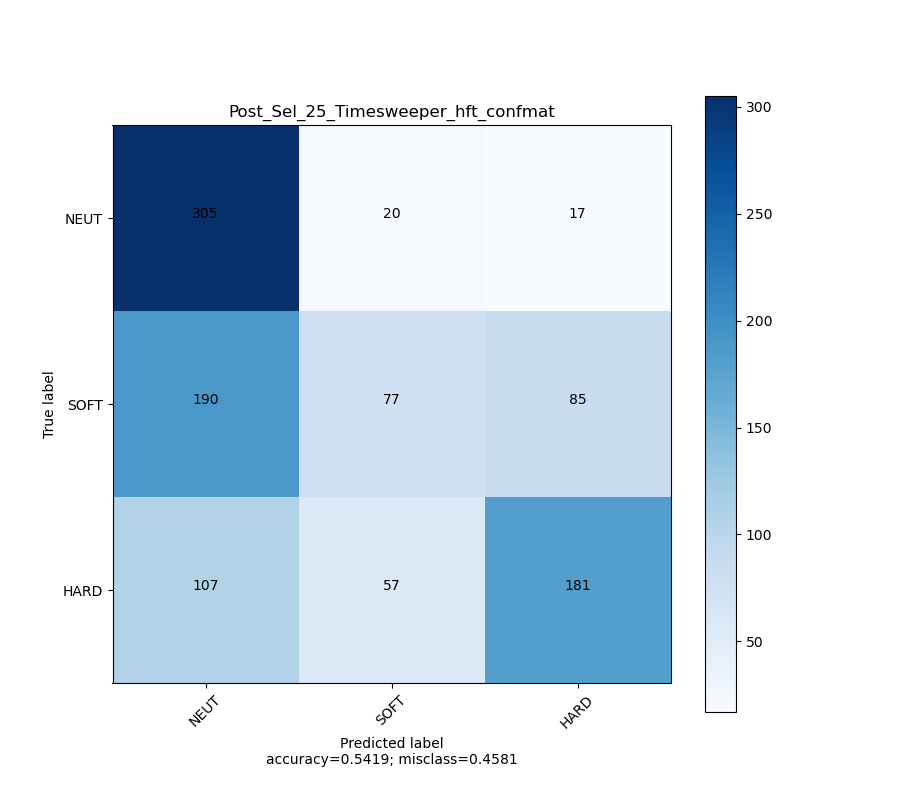 Post_Sel_25_Timesweeper_hft_confmat
True label
NEUT 305 20 17
SOFT 190 77 85
HARD 107 57 181
NEUT SOFT HARD
Predicted label
accuracy=0.5419; misclass=0.4581
300
250
200
150
100
50